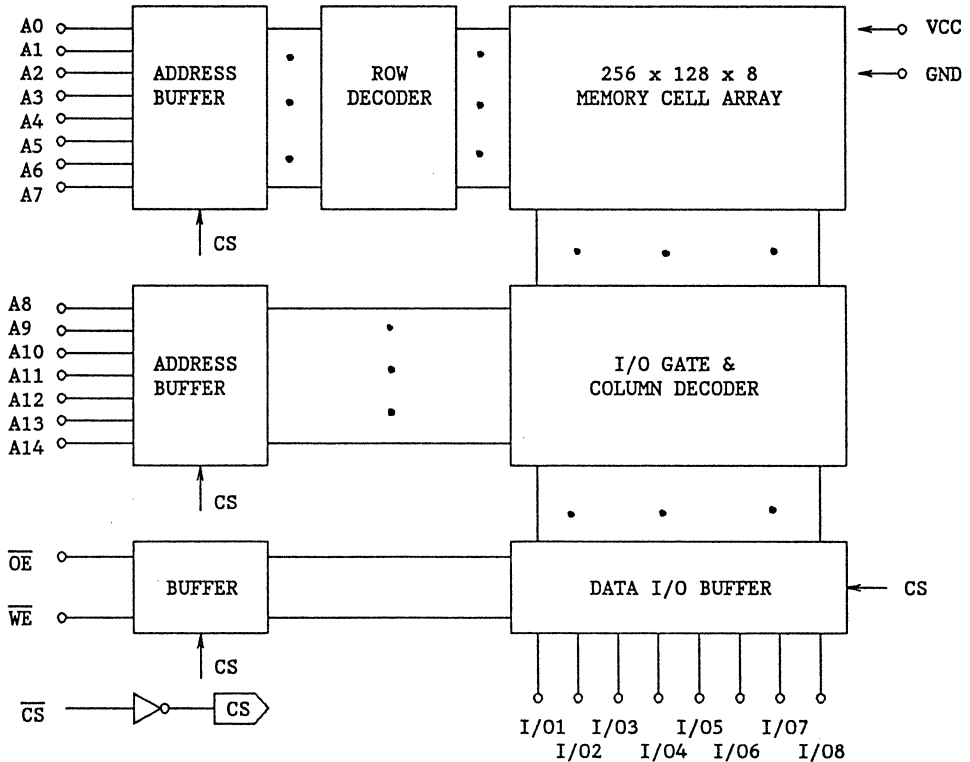 A0
A1
A2
A3
A4
A5
A6
A7
ADDRESS
BUFFER
CS
ROW
DECODER
256 x 128 x 8
MEMORY CELL ARRAY
VCC
GND
A8
A9
A10
A11
A12
A13
A14
ADDRESS
BUFFER
CS
I/O GATE &
COLUMN DECODER
OE
WE
BUFFER
CS
DATA I/O BUFFER
CS
CS
CS
I/O1
I/O2
I/O3
I/O4
I/O5
I/O6
I/O7
I/O8